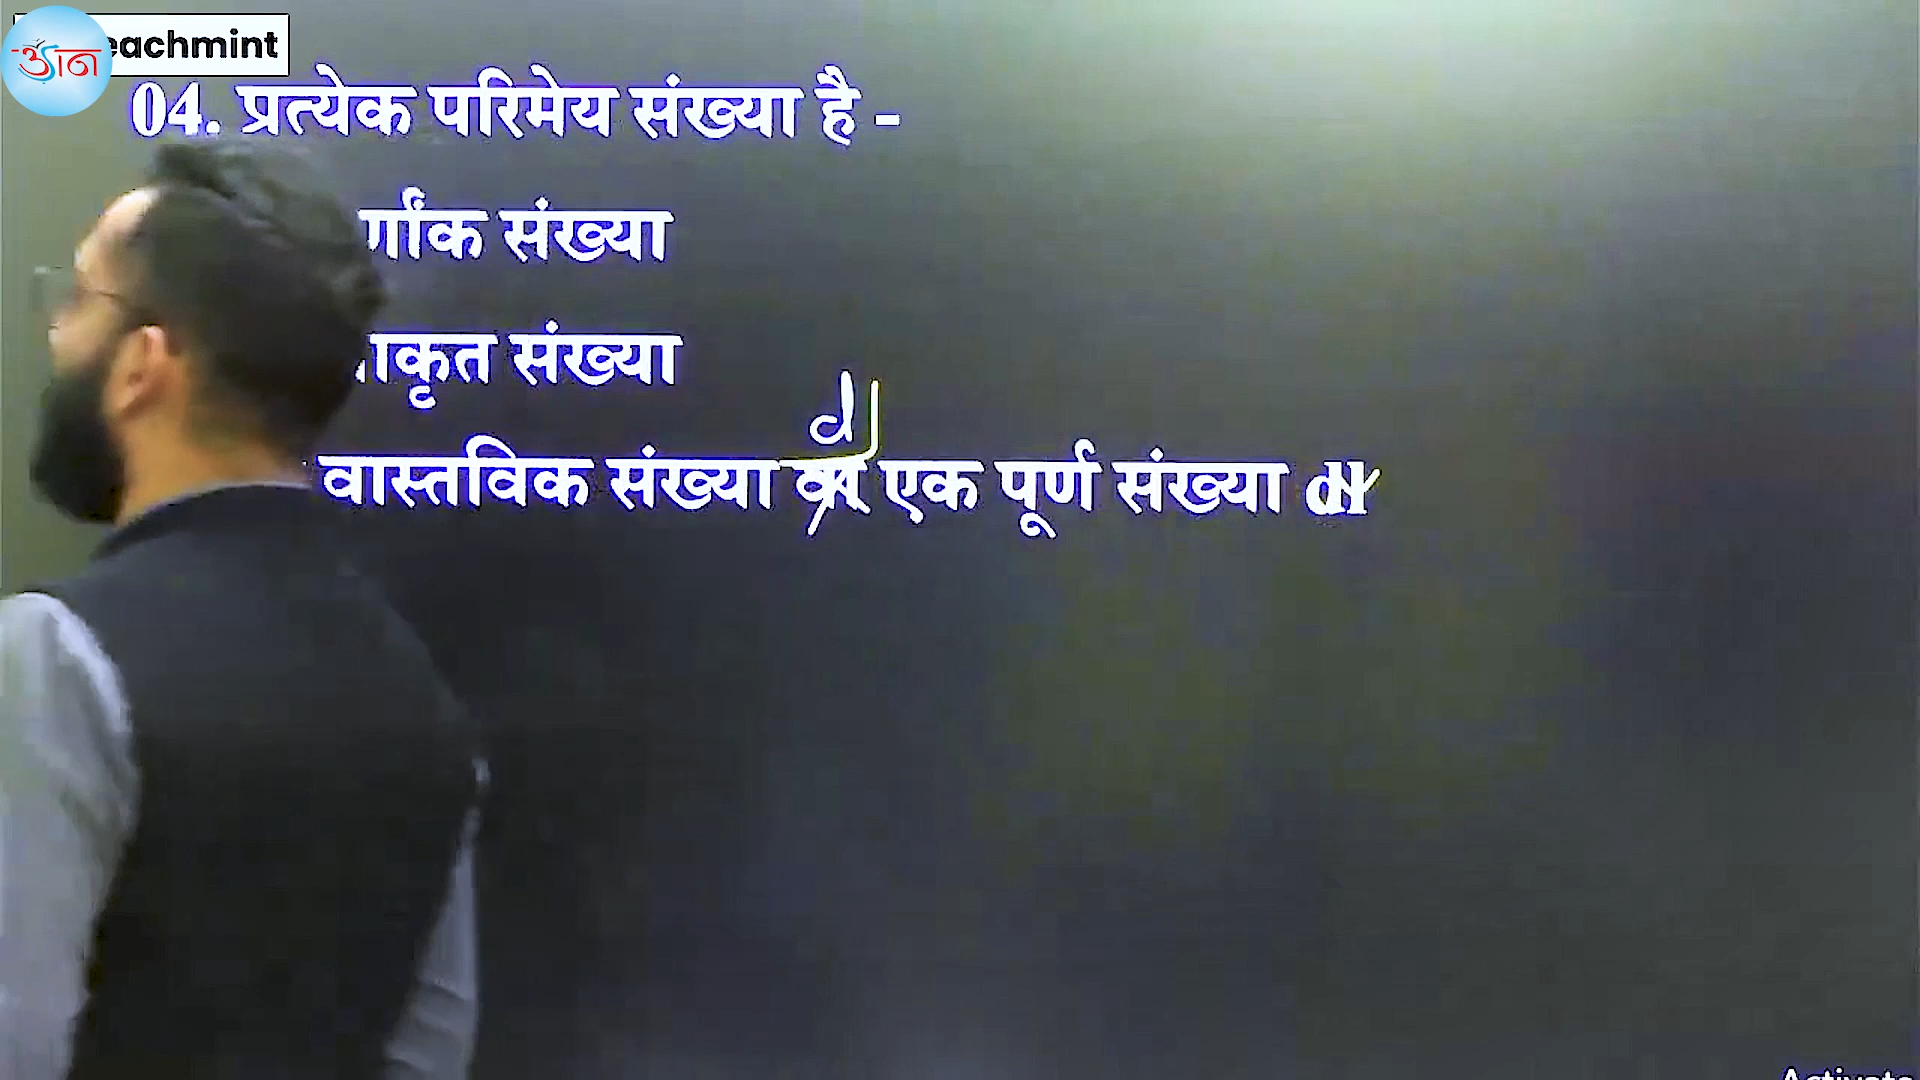 eachmint
ज्ञान
04. प्रत्येक परिमेय संख्या है -
र्णांक संख्या
ाकृत संख्या
वास्तविक संख्या एक पूर्ण संख्या